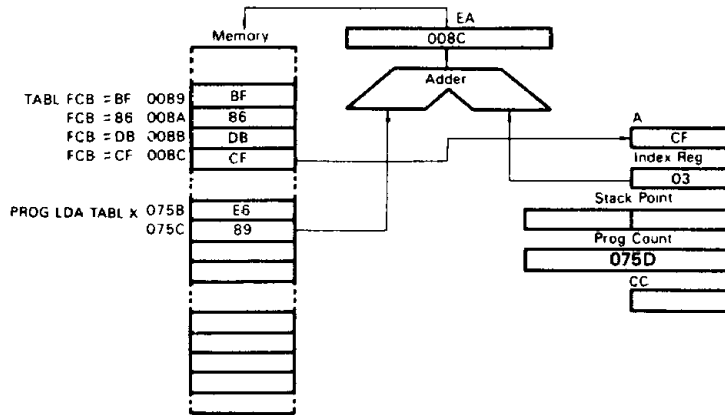 EA
Memory
008C
Adder
TABL FCB = BF 0089 BF
FCB = 86 008A 86
FCB = DB 008B DB
FCB = CF 008C CF
A
CF
Index Reg
03
Stack Point
PROG LDA TABL X 075B E6
075C 89
Prog Count
075D
CC